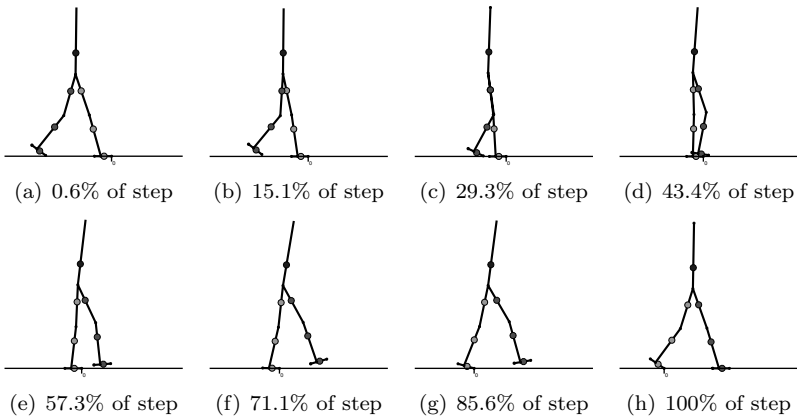 (a) 0.6% of step
(b) 15.1% of step
(c) 29.3% of step
(d) 43.4% of step
(e) 57.3% of step
(f) 71.1% of step
(g) 85.6% of step
(h) 100% of step